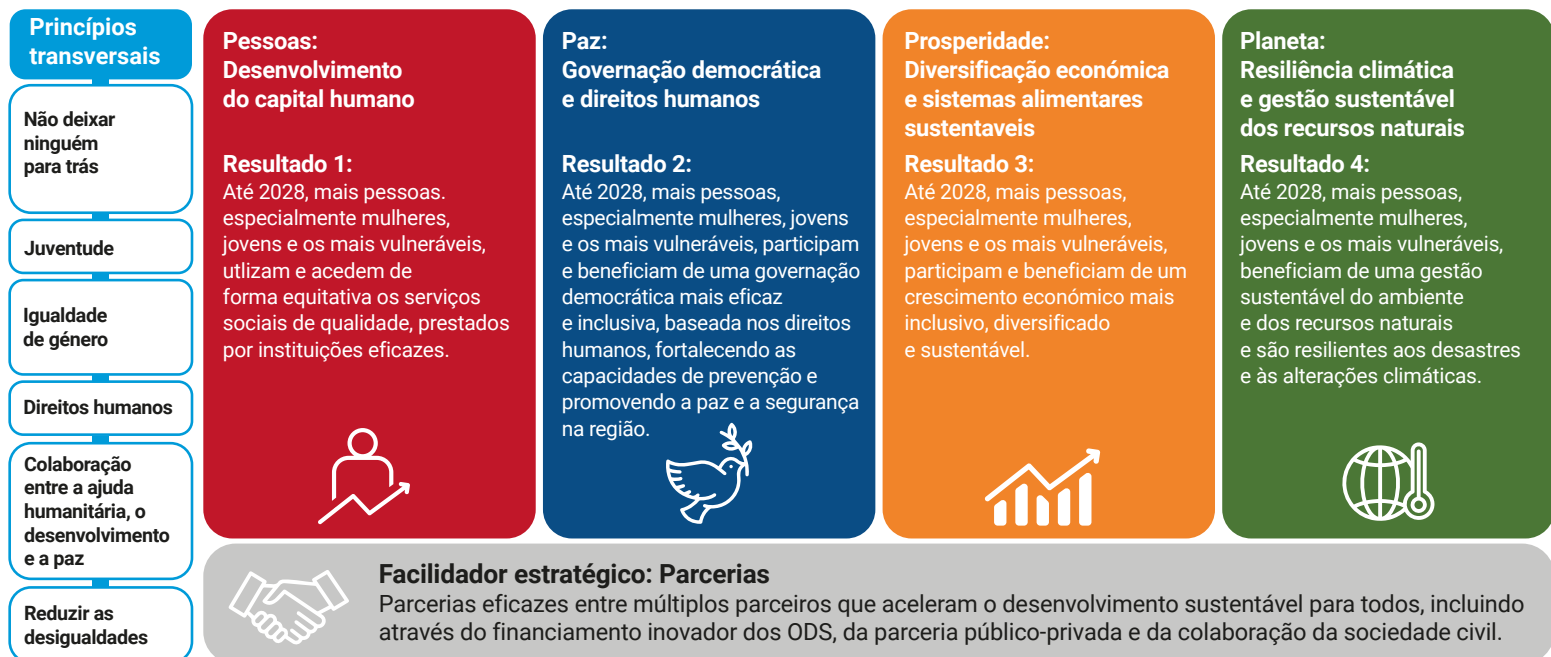 Princípios
transversais
Não deixar
ninguém
para trás
Juventude
Igualdade
de género
Direitos humanos
Colaboração
entre a ajuda
humanitária, o
desenvolvimento
e a paz
Reduzir as
desigualdades
Pessoas:
Desenvolvimento
do capital humano
Resultado 1:
Até 2028, mais pessoas.
especialmente mulheres,
jovens e os mais vulneráveis,
utlizam e acedem de
forma equitativa os serviços
sociais de qualidade, prestados
por instituições eficazes.
Paz:
Governação democrática
e direitos humanos
Resultado 2:
Até 2028, mais pessoas,
especialmente mulheres, jovens
e os mais vulneráveis, participam
e beneficiam de uma governação
democrática mais eficaz
e inclusiva, baseada nos direitos
humanos, fortalecendo as
capacidades de prevenção e
promovendo a paz e a segurança
na região.
Prosperidade:
Diversificação económica
e sistemas alimentares
sustentaveis
Resultado 3:
Até 2028, mais pessoas,
especialmente mulheres,
jovens e os mais vulneráveis,
participam e beneficiam de um
crescimento económico mais
inclusivo, diversificado
e sustentável.
Planeta:
Resiliência climática
e gestão sustentável
dos recursos naturais
Resultado 4:
Até 2028, mais pessoas,
especialmente mulheres,
jovens e os mais vulneráveis,
beneficiam de uma gestão
sustentável do ambiente
e dos recursos naturais
e são resilientes aos desastres
e às alterações climáticas.
Facilidador estratégico: Parcerias
Parcerias eficazes entre múltiplos parceiros que aceleram o desenvolvimento sustentável para todos, incluindo
através do financiamento inovador dos ODS, da parceria público-privada e da colaboração da sociedade civil.